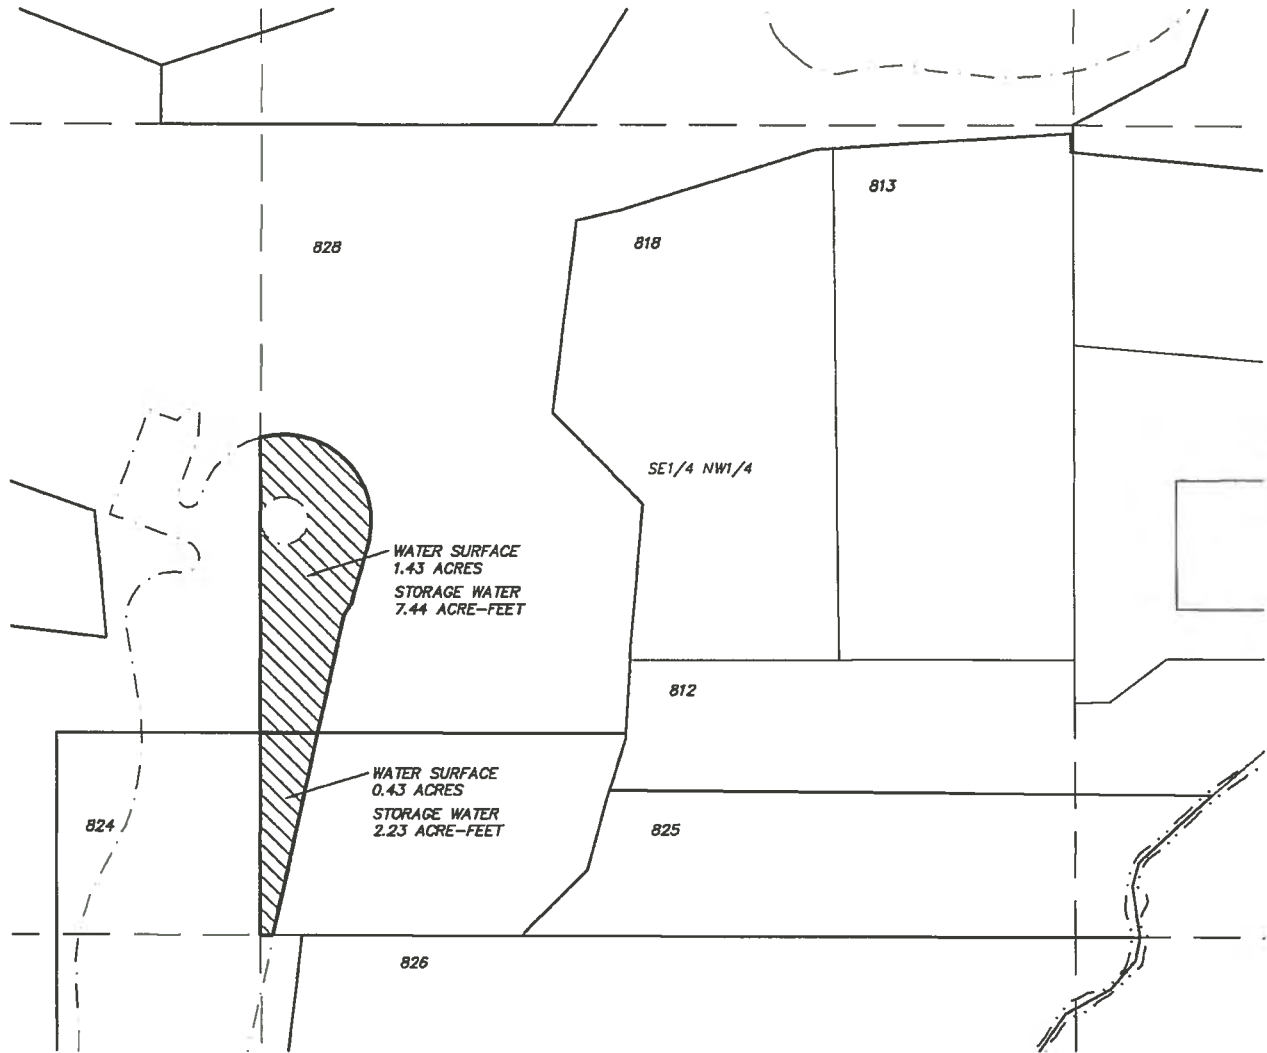 813
828
818
SE1/4 NW1/4
WATER SURFACE
1.43 ACRES
STORAGE WATER
7.44 ACRE-FEET
812
WATER SURFACE
0.43 ACRES
STORAGE WATER
2.23 ACRE-FEET
824
825
826